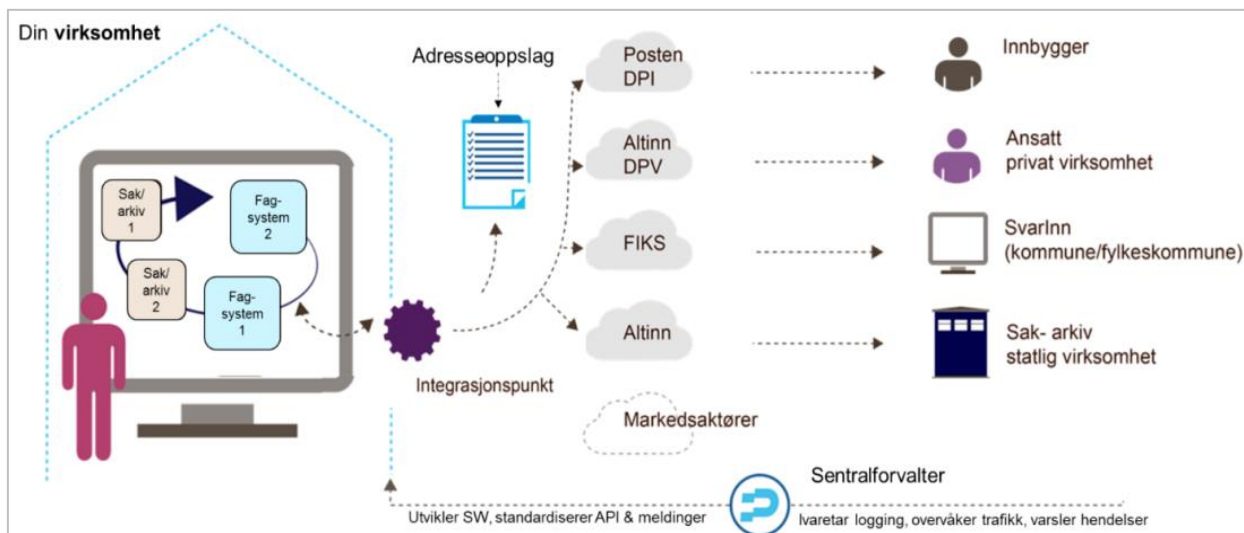 Din virksomhet
Sak/
arkiv
1
Fag-
system
2
Sak/
arkiv
2
Fag-
system
1
Integrasjonspunkt
Adresseoppslag
Posten
DPI
Innbygger
Altinn
DPV
Ansatt
privat virksomhet
FIKS
SvarInn
(kommune/fylkeskommune)
Altinn
Sak- arkiv
statlig virksomhet
Markedsaktører
Sentralforvalter
Utvikler SW, standardiserer API & meldinger
Ivaretar logging, overvåker trafikk, varsler hendelser